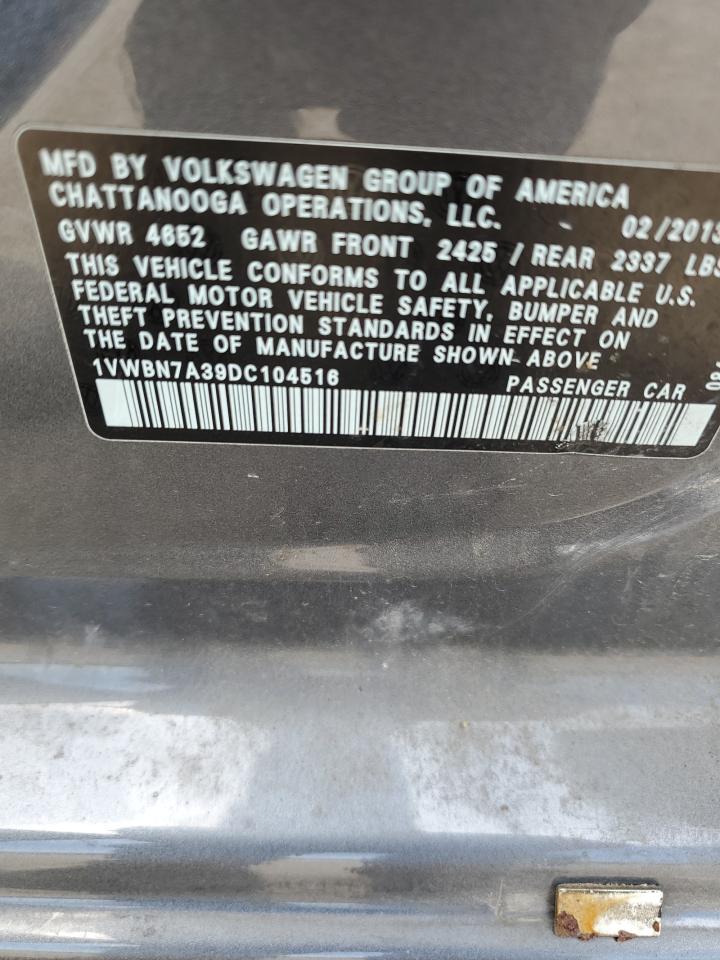 MFD BY VOLKSWAGEN GROUP OF AMERICA
CHATTANOOGA OPERATIONS, LLC. 02/2013
GVWR 4652 GAWR FRONT 2425 / REAR 2337 LBS
THIS VEHICLE CONFORMS TO ALL APPLICABLE U.S.
FEDERAL MOTOR VEHICLE SAFETY, BUMPER AND
THEFT PREVENTION STANDARDS IN EFFECT ON
THE DATE OF MANUFACTURE SHOWN ABOVE
1VWBN7A39DC104516 PASSENGER CAR